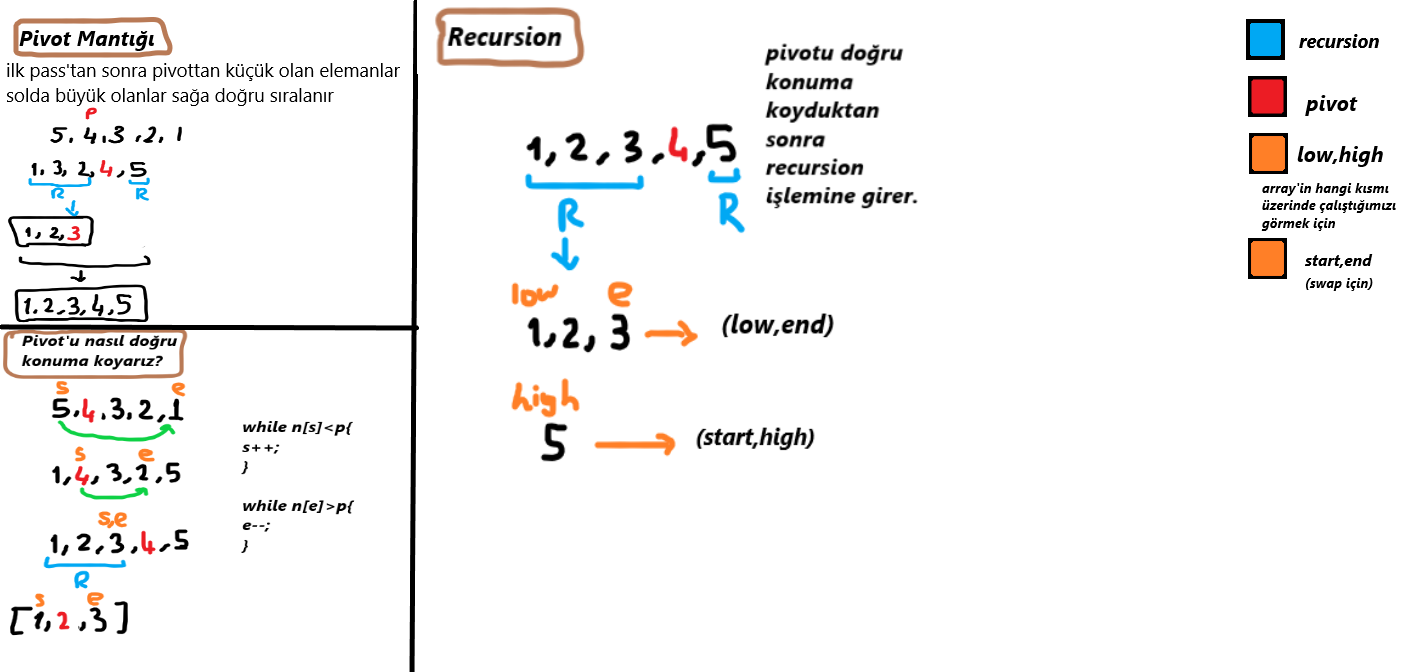 Pivot Mantığı
ilk pass'tan sonra pivottan küçük olan elemanlar
solda büyük olanlar sağa doğru sıralanır
P
5, 4, 3, 2, 1
1, 3, 2, 4, 5
R R
1, 2, 3
1, 2, 3, 4, 5
Pivot'u nasıl doğru
konuma koyarız?
s e
5, 4, 3, 2, 1
s e
1, 4, 3, 2, 5
s,e
1, 2, 3, 4, 5
R
s e
[1, 2, 3]
while n[s]<p{
s++;
}
while n[e]>p{
e--;
}
Recursion
1, 2, 3, 4, 5
R R
low e
1, 2, 3
(low,end)
high
5
(start,high)
pivotu doğru
konuma
koyduktan
sonra
recursion
işlemine girer.
recursion
pivot
low,high
array'in hangi kısmı
üzerinde çalıştığımızı
görmek için
start,end
(swap için)